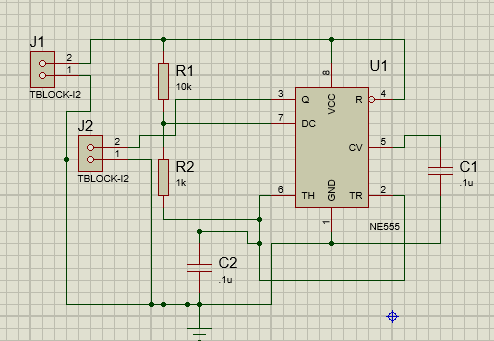 J1
2
1
TBLOCK-I2
J2
2
1
TBLOCK-I2
R1
10k
R2
1k
U1
8
3 Q VCC R 4
7 DC
CV 5
6 TH GND TR 2
1
NE555
C1
.1u
C2
.1u